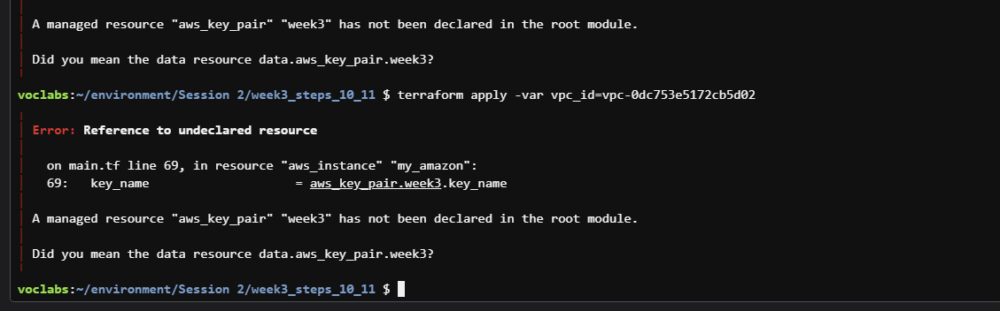 A managed resource "aws_key_pair" "week3" has not been declared in the root module.
Did you mean the data resource data.aws_key_pair.week3?
voclabs:~/environment/Session 2/week3_steps_10_11 $ terraform apply -var vpc_id=vpc-0dc753e5172cb5d02
Error: Reference to undeclared resource
on main.tf line 69, in resource "aws_instance" "my_amazon":
69:   key_name                    = aws_key_pair.week3.key_name
A managed resource "aws_key_pair" "week3" has not been declared in the root module.
Did you mean the data resource data.aws_key_pair.week3?
voclabs:~/environment/Session 2/week3_steps_10_11 $